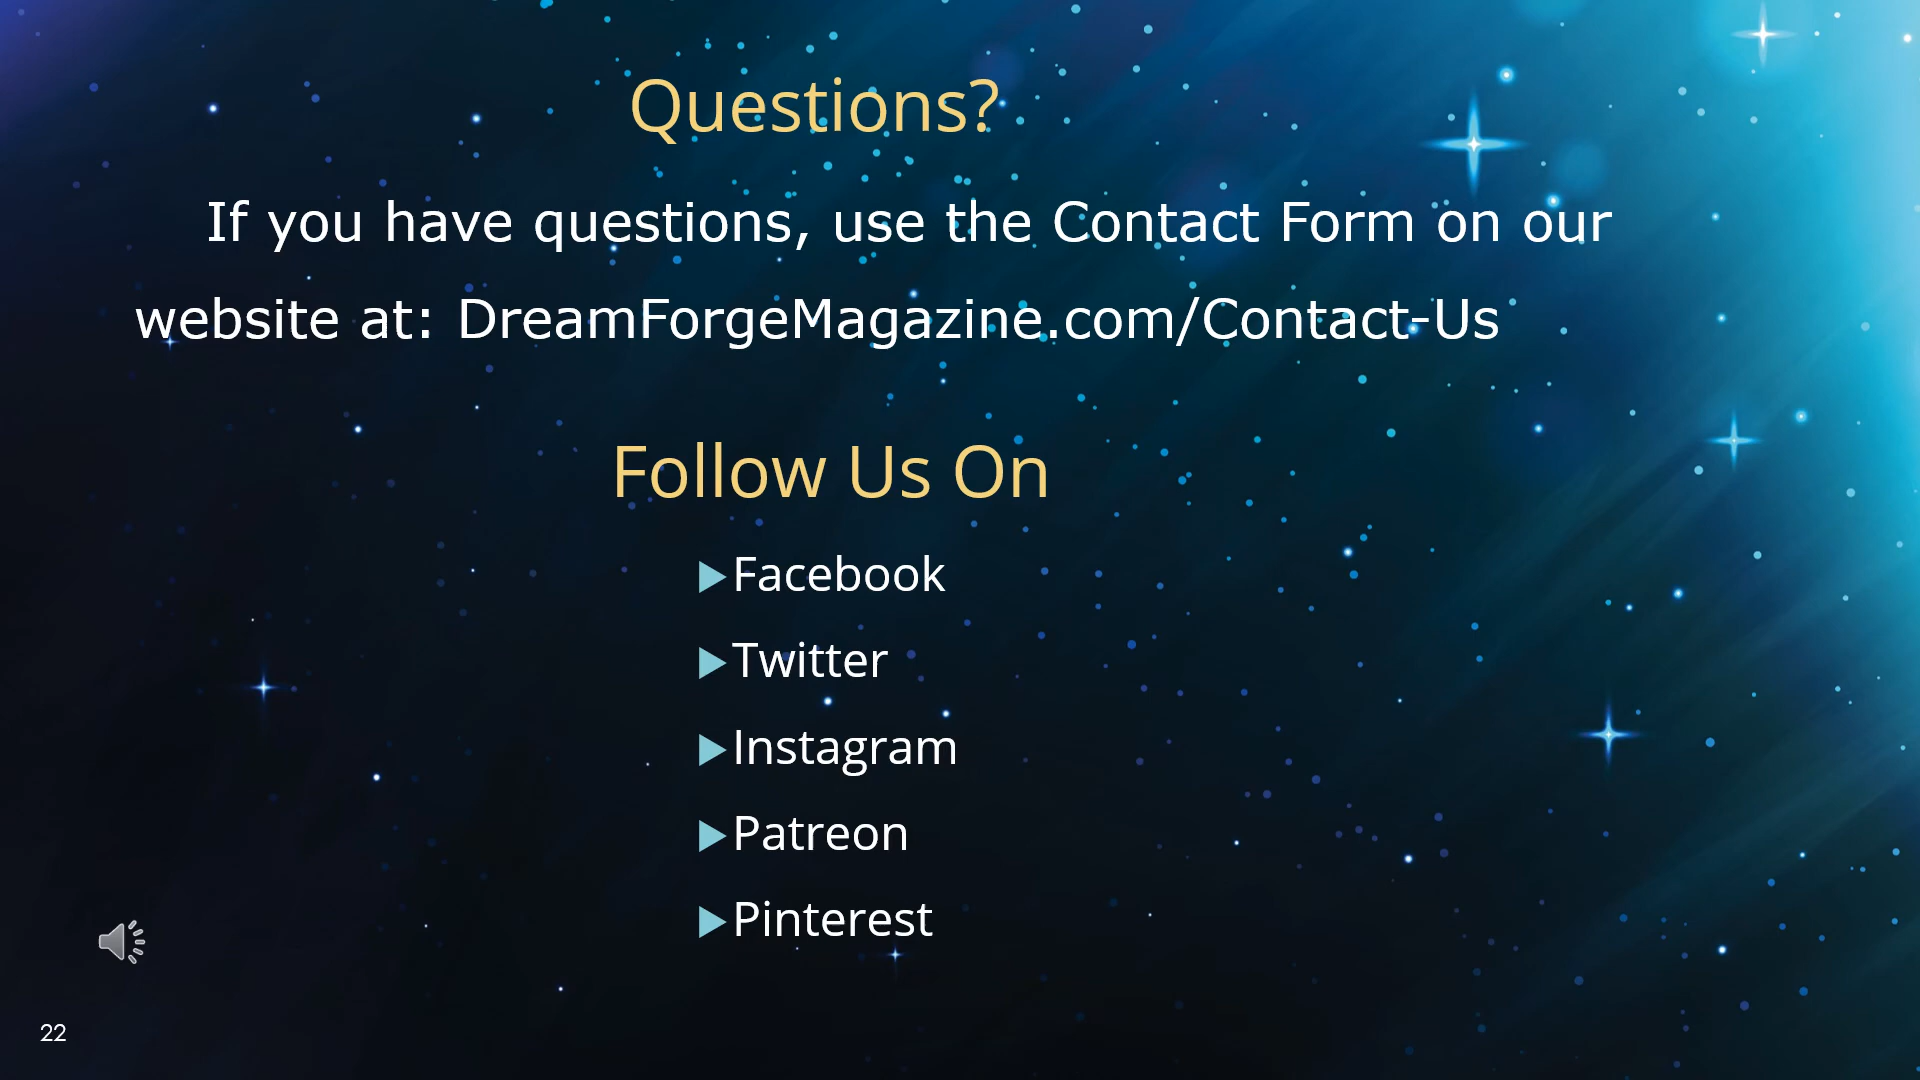 Questions?
If you have questions, use the Contact Form on our
website at: DreamForgeMagazine.com/Contact-Us
Follow Us On
Facebook
Twitter
Instagram
Patreon
Pinterest
22